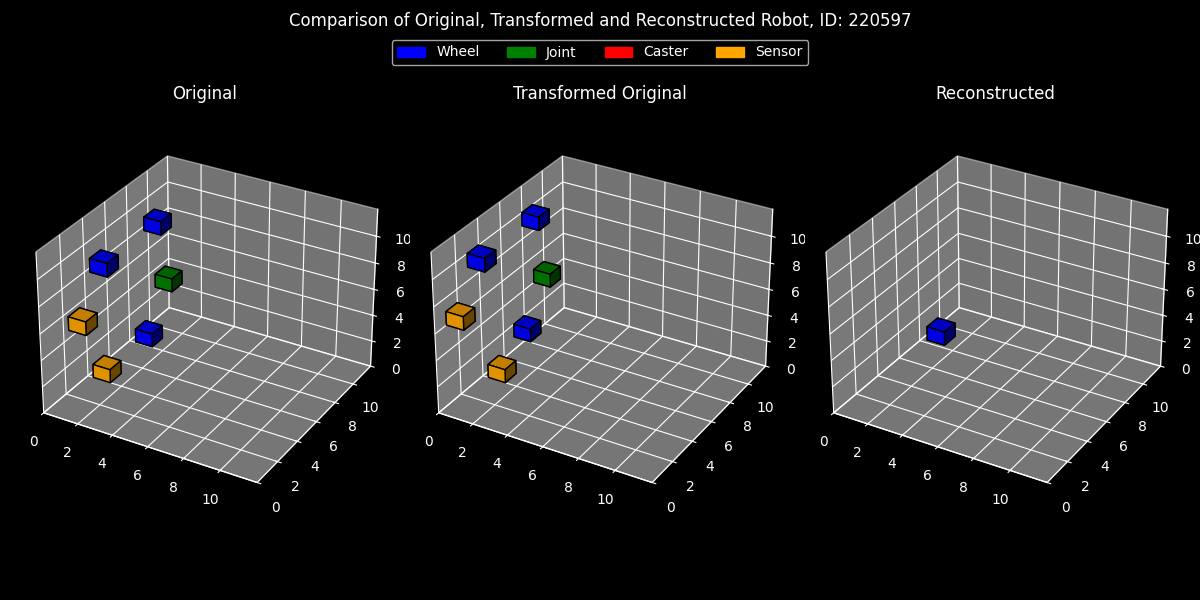 Comparison of Original, Transformed and Reconstructed Robot, ID: 220597
Wheel Joint Caster Sensor
Original Transformed Original Reconstructed
10 10 10
8 8 8
6 6 6
4 4 4
2 2 2
0 0 0
0 2 4 6 8 10 0 2 4 6 8 10
0 2 4 6 8 10 0 2 4 6 8 10
0 2 4 6 8 10 0 2 4 6 8 10